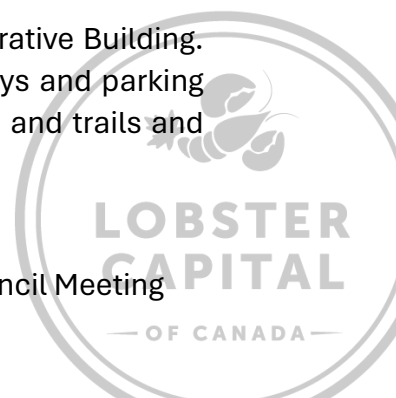 rative Building.
ys and parking
and trails and
LOBSTER
CAPITAL
ncil Meeting
OF CANADA